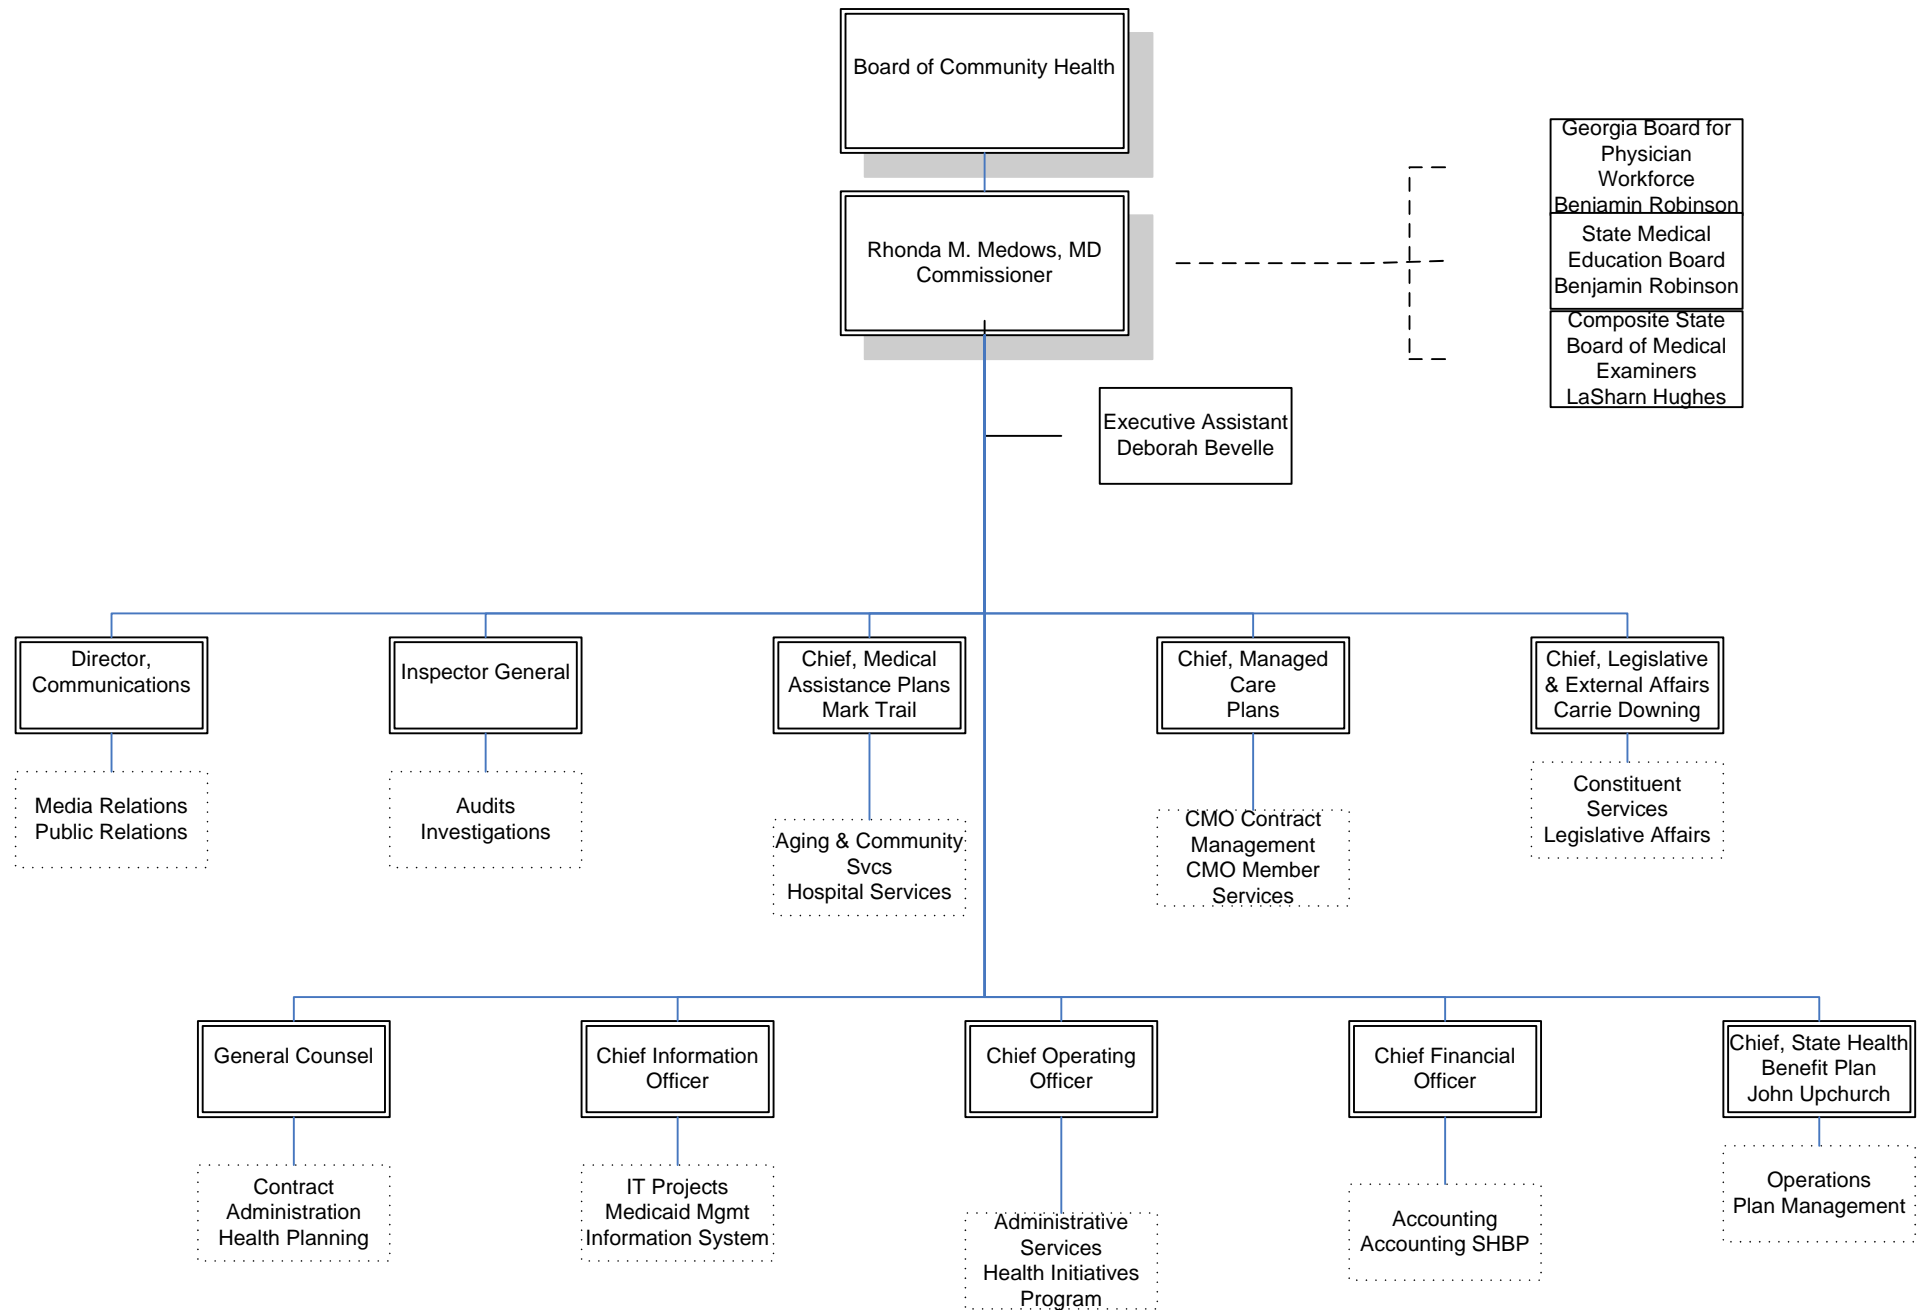 Board of Community Health
Rhonda M. Medows, MD
Commissioner
Georgia Board for
Physician
Workforce
Benjamin Robinson
State Medical
Education Board
Benjamin Robinson
Composite State
Board of Medical
Examiners
LaSharn Hughes
Executive Assistant
Deborah Bevelle
Director,
Communications
Inspector General
Chief, Medical
Assistance Plans
Mark Trail
Chief, Managed
Care
Plans
Chief, Legislative
& External Affairs
Carrie Downing
Media Relations
Public Relations
Audits
Investigations
Aging & Community
Svcs
Hospital Services
CMO Contract
Management
CMO Member
Services
Constituent
Services
Legislative Affairs
General Counsel
Chief Information
Officer
Chief Operating
Officer
Chief Financial
Officer
Chief, State Health
Benefit Plan
John Upchurch
Contract
Administration
Health Planning
IT Projects
Medicaid Mgmt
Information System
Administrative
Services
Health Initiatives
Program
Accounting
Accounting SHBP
Operations
Plan Management